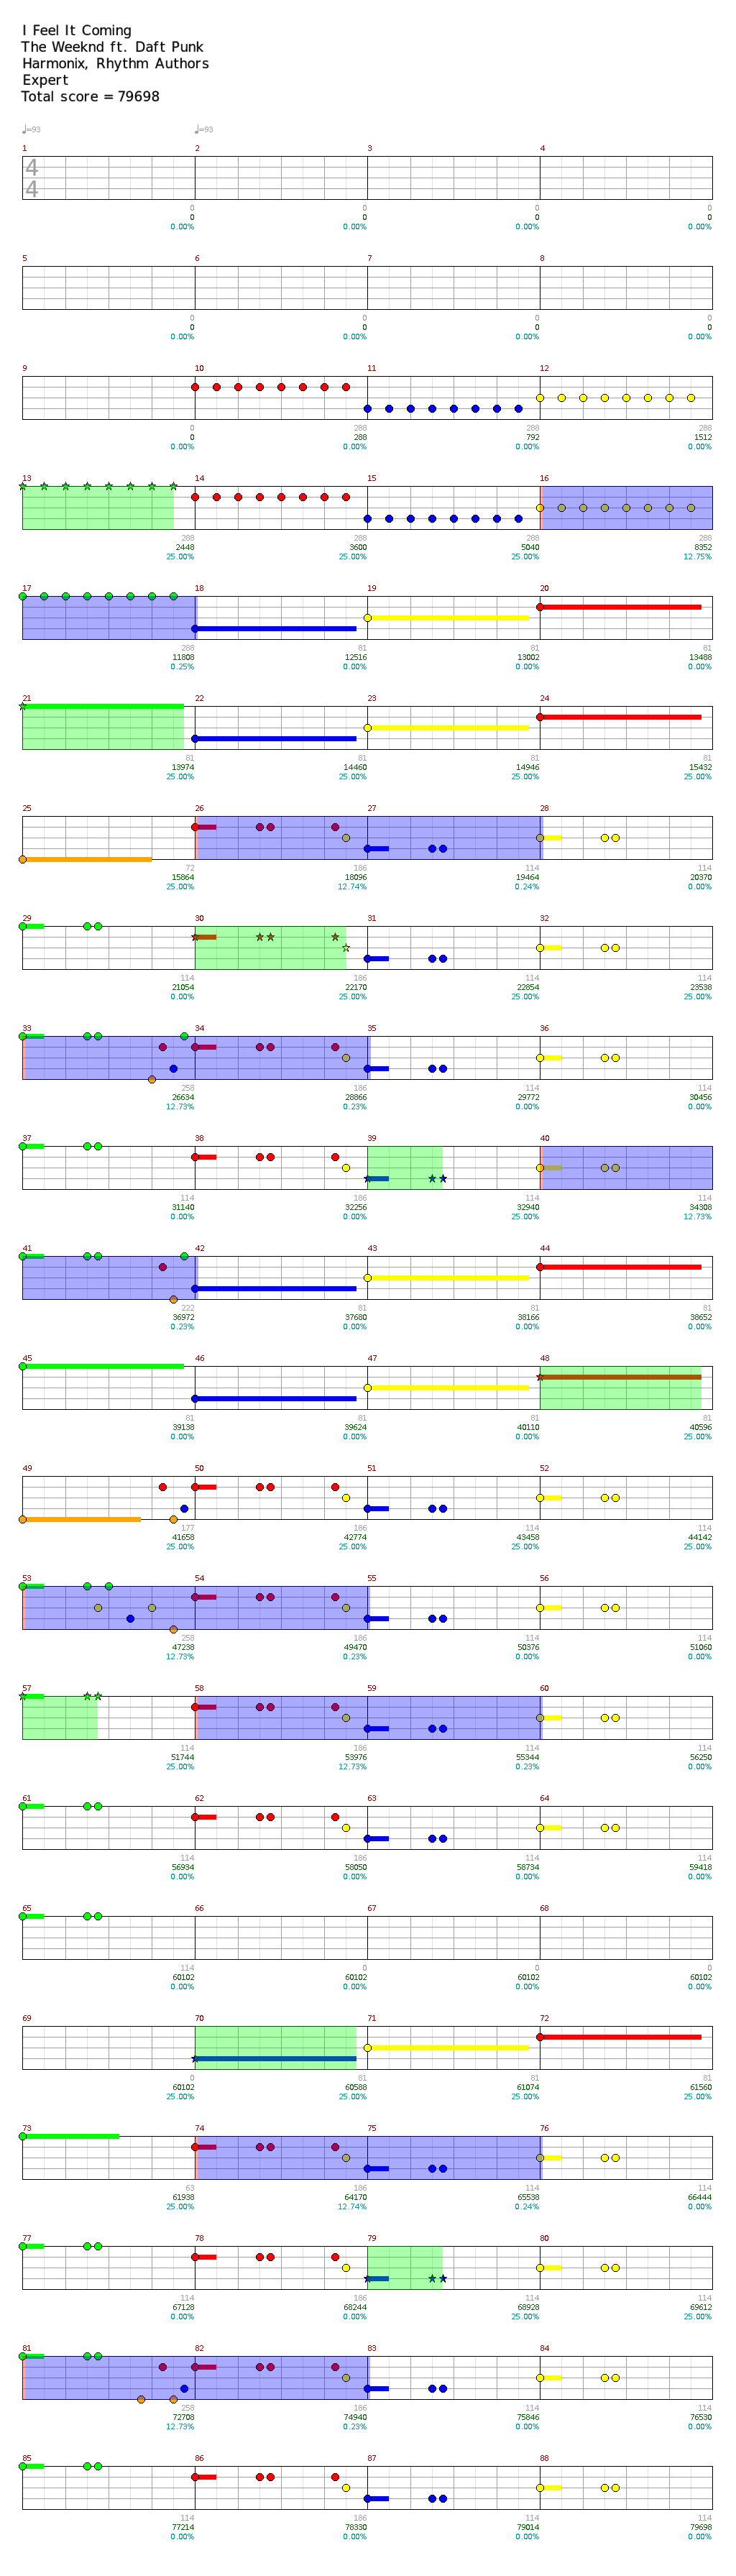 I Feel It Coming
The Weeknd ft. Daft Punk
Harmonix, Rhythm Authors
Expert
Total score = 79698
♩=93 ♩=93
1 2 3 4
4
4
0 0 0 0
0 0 0 0
0.00% 0.00% 0.00% 0.00%
5 6 7 8
0 0 0 0
0 0 0 0
0.00% 0.00% 0.00% 0.00%
9 10 11 12
0 288 288 288
0 288 792 1512
0.00% 0.00% 0.00% 0.00%
13 14 15 16
288 288 288 288
2448 3600 5040 8352
25.00% 25.00% 25.00% 12.75%
17 18 19 20
288 81 81 81
11808 12516 13002 13488
0.25% 0.00% 0.00% 0.00%
21 22 23 24
81 81 81 81
13974 14460 14946 15432
25.00% 25.00% 25.00% 25.00%
25 26 27 28
72 186 114 114
15864 18096 19464 20370
25.00% 12.74% 0.24% 0.00%
29 30 31 32
114 186 114 114
21054 22170 22854 23538
0.00% 25.00% 25.00% 25.00%
33 34 35 36
258 186 114 114
26634 28866 29772 30456
12.73% 0.23% 0.00% 0.00%
37 38 39 40
114 186 114 114
31140 32256 32940 34308
0.00% 0.00% 25.00% 12.73%
41 42 43 44
222 81 81 81
36972 37680 38166 38652
0.23% 0.00% 0.00% 0.00%
45 46 47 48
81 81 81 81
39138 39624 40110 40596
0.00% 0.00% 0.00% 25.00%
49 50 51 52
177 186 114 114
41658 42774 43458 44142
25.00% 25.00% 25.00% 25.00%
53 54 55 56
258 186 114 114
47238 49470 50376 51060
12.73% 0.23% 0.00% 0.00%
57 58 59 60
114 186 114 114
51744 53976 55344 56250
25.00% 12.73% 0.23% 0.00%
61 62 63 64
114 186 114 114
56934 58050 58734 59418
0.00% 0.00% 0.00% 0.00%
65 66 67 68
114 0 0 0
60102 60102 60102 60102
0.00% 0.00% 0.00% 0.00%
69 70 71 72
0 81 81 81
60102 60588 61074 61560
0.00% 25.00% 25.00% 25.00%
73 74 75 76
63 186 114 114
61938 64170 65538 66444
25.00% 12.74% 0.24% 0.00%
77 78 79 80
114 186 114 114
67128 68244 68928 69612
0.00% 0.00% 25.00% 25.00%
81 82 83 84
258 186 114 114
72708 74940 75846 76530
12.73% 0.23% 0.00% 0.00%
85 86 87 88
114 186 114 114
77214 78330 79014 79698
0.00% 0.00% 0.00% 0.00%